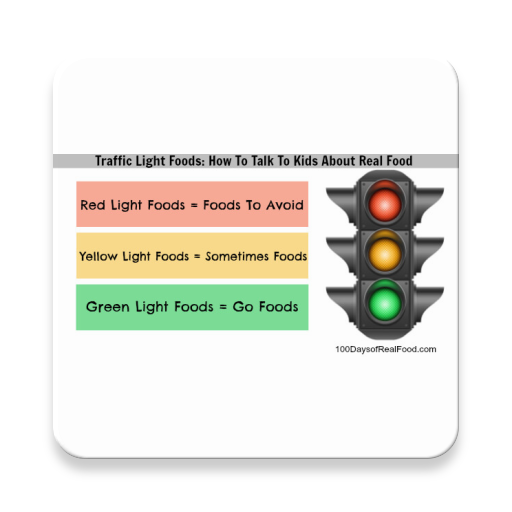 Traffic Light Foods: How To Talk To Kids About Real Food
Red Light Foods = Foods To Avoid
Yellow Light Foods = Sometimes Foods
Green Light Foods = Go Foods
100DaysofRealFood.com